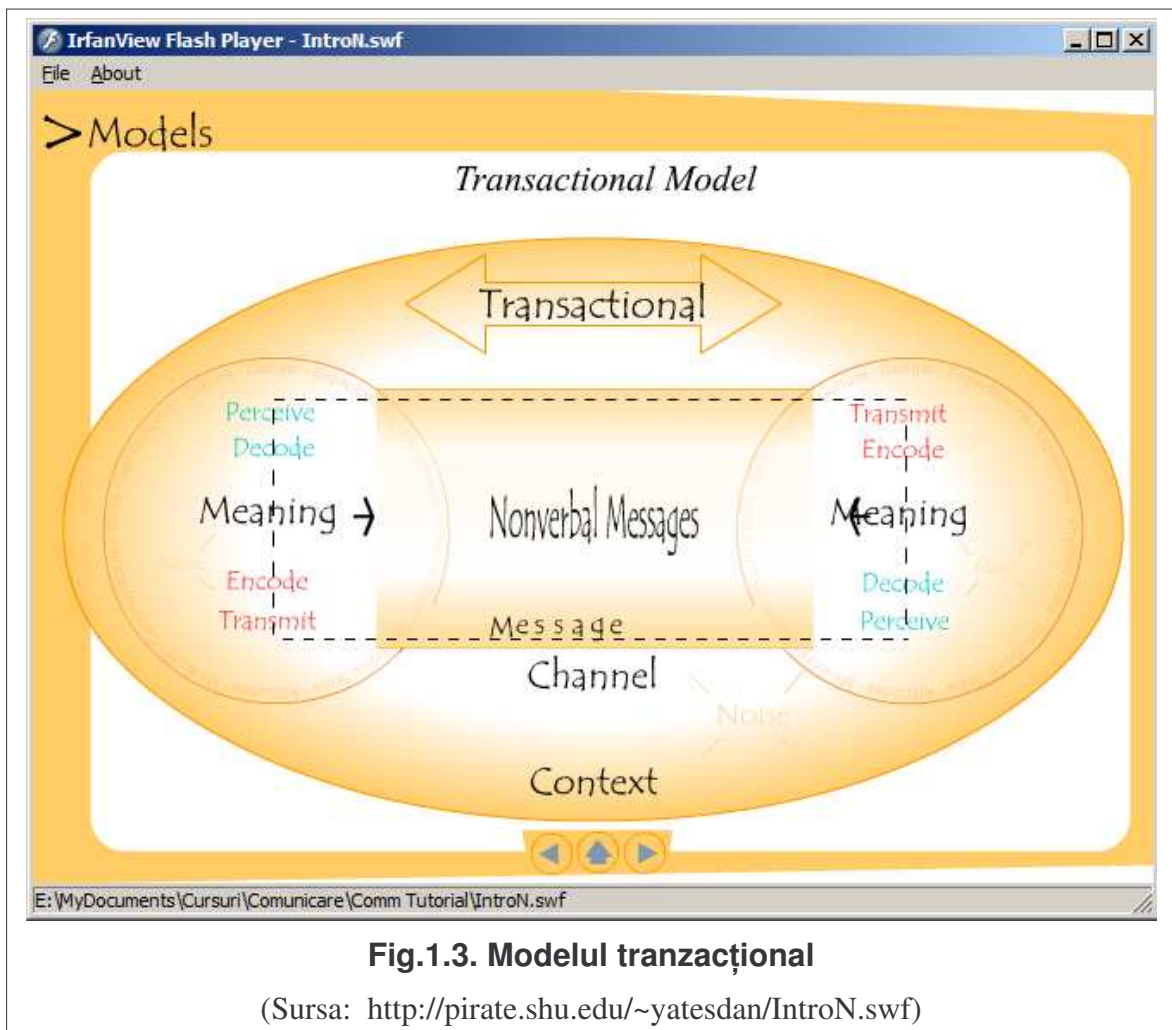 IrfanView Flash Player - IntroN.swf
File About
>Models
Transactional Model
Transactional
Perceive
Decode
Meaning
Encode
Transmit
Nonverbal Messages
Message
Transmit
Encode
Meaning
Decode
Perceive
Channel
Noise
Context
E:\MyDocuments\Cursuri\Comunicare\Comm Tutorial\IntroN.swf
Fig.1.3. Modelul tranzacțional
(Sursa: http://pirate.shu.edu/~yatesdan/IntroN.swf)